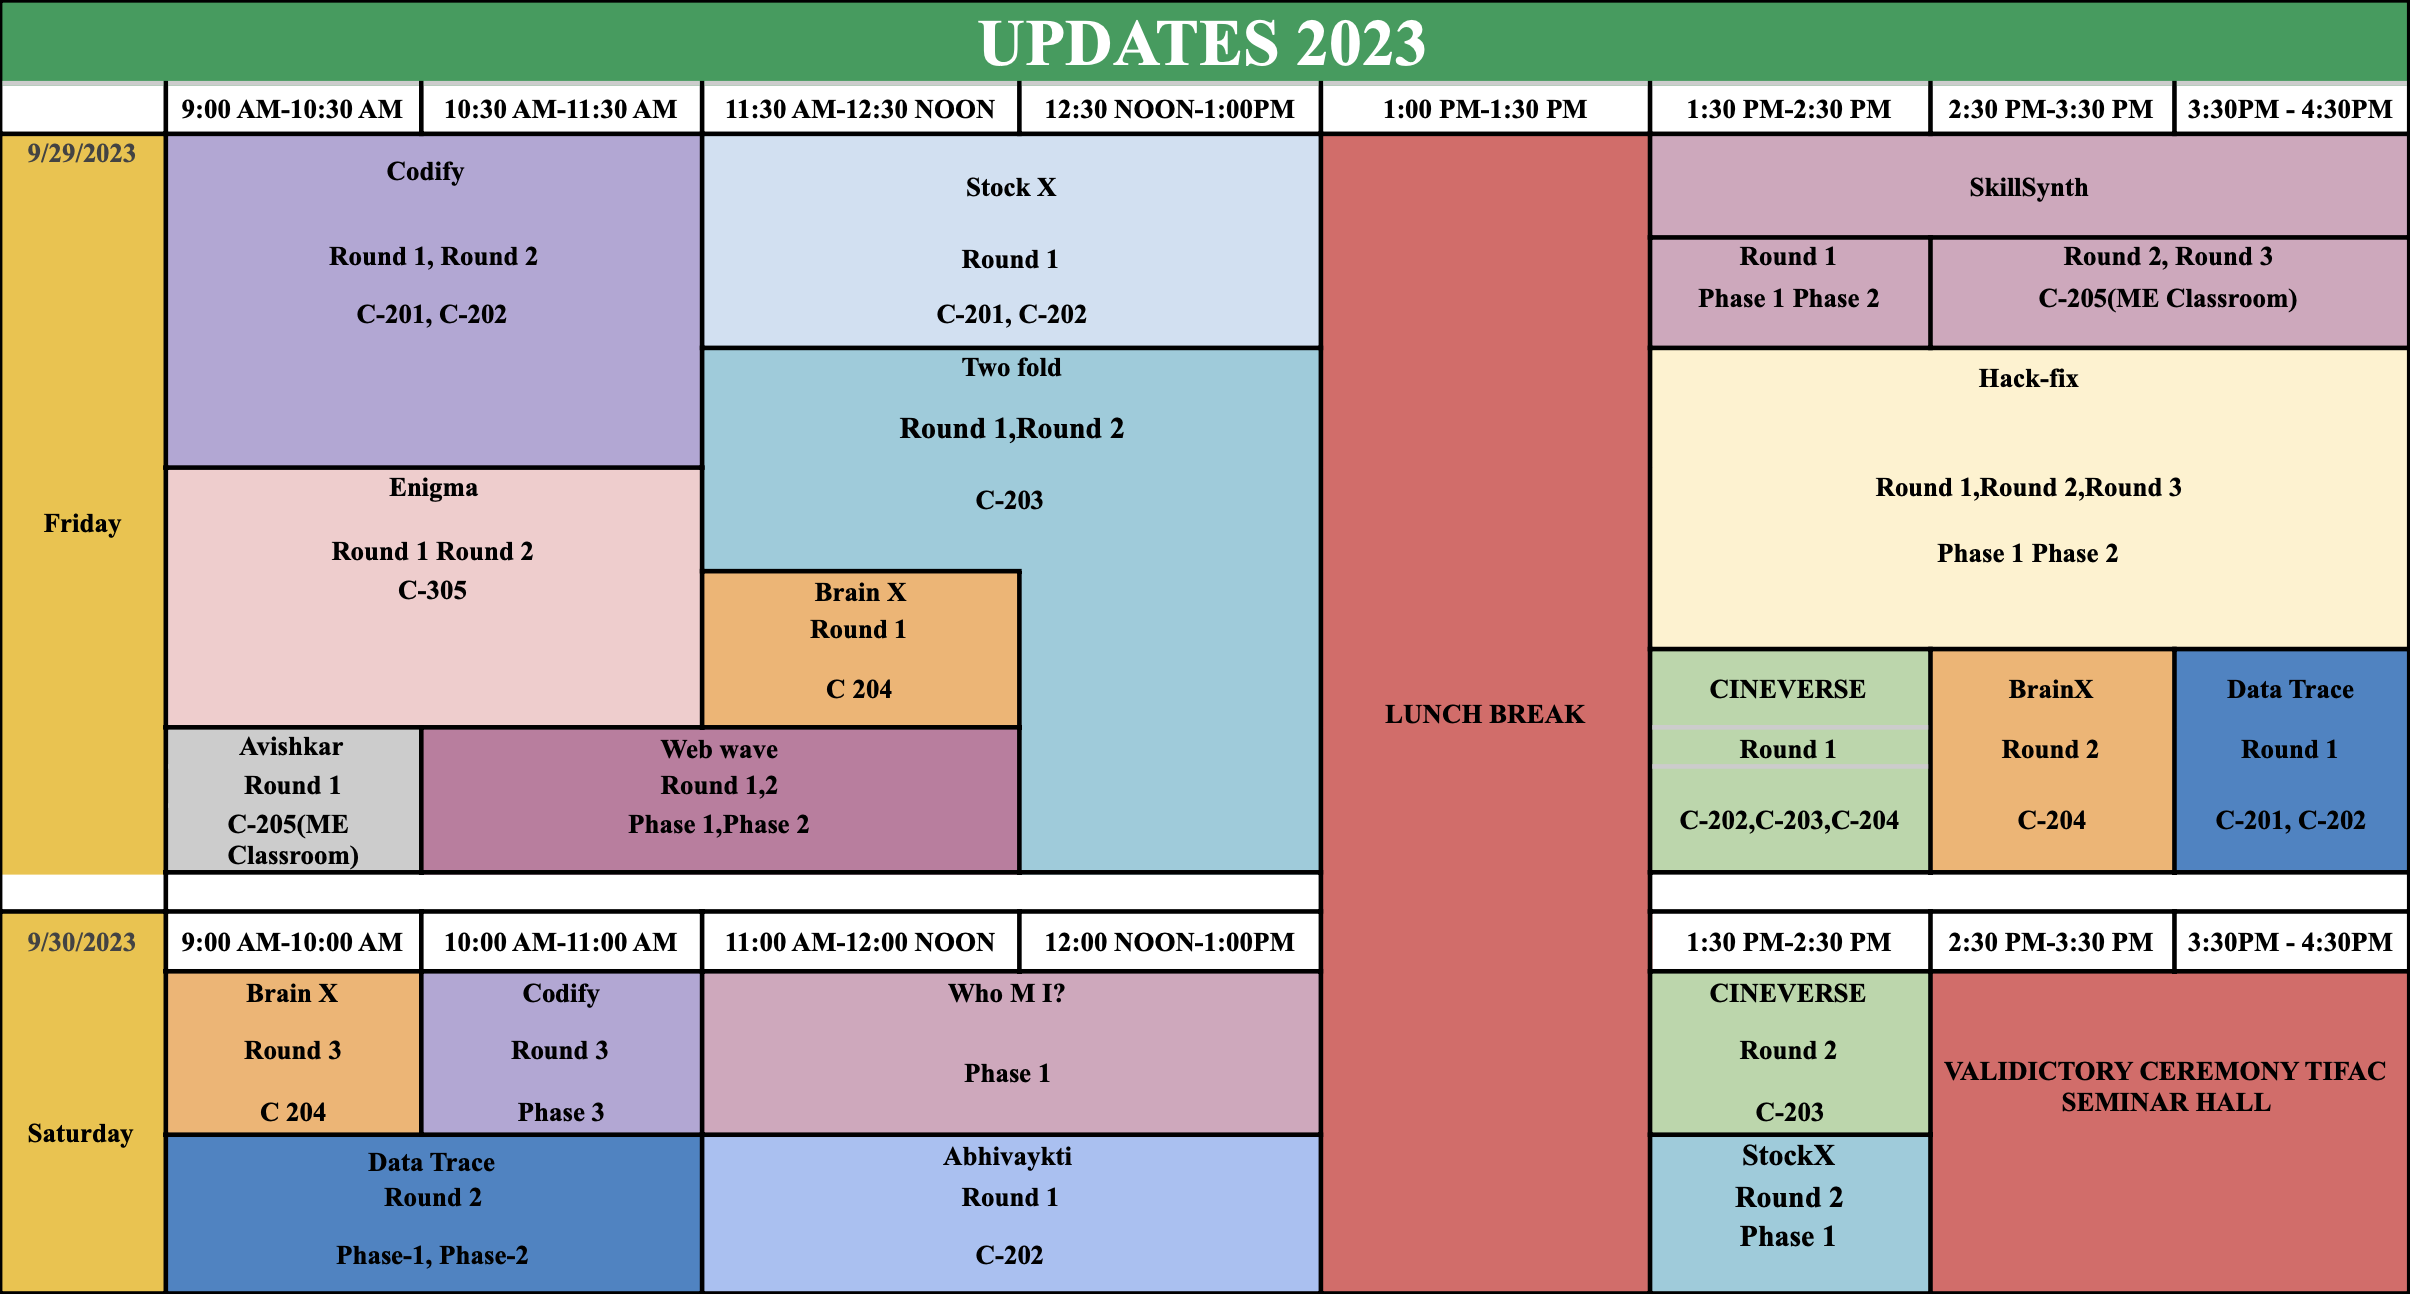 UPDATES 2023
9:00 AM-10:30 AM
10:30 AM-11:30 AM
11:30 AM-12:30 NOON
12:30 NOON-1:00PM
1:00 PM-1:30 PM
1:30 PM-2:30 PM
2:30 PM-3:30 PM
3:30PM - 4:30PM
9/29/2023
Friday
Codify
Round 1, Round 2
C-201, C-202
Stock X
Round 1
C-201, C-202
LUNCH BREAK
SkillSynth
Round 1
Phase 1 Phase 2
Round 2, Round 3
C-205(ME Classroom)
Two fold
Round 1,Round 2
C-203
Hack-fix
Round 1,Round 2,Round 3
Phase 1 Phase 2
Enigma
Round 1 Round 2
C-305
Brain X
Round 1
C 204
CINEVERSE
Round 1
C-202,C-203,C-204
BrainX
Round 2
C-204
Data Trace
Round 1
C-201, C-202
Avishkar
Round 1
C-205(ME
Classroom)
Web wave
Round 1,2
Phase 1,Phase 2
9/30/2023
Saturday
9:00 AM-10:00 AM
10:00 AM-11:00 AM
11:00 AM-12:00 NOON
12:00 NOON-1:00PM
1:30 PM-2:30 PM
2:30 PM-3:30 PM
3:30PM - 4:30PM
Brain X
Round 3
C 204
Codify
Round 3
Phase 3
Who M I?
Phase 1
CINEVERSE
Round 2
C-203
VALIDICTORY CEREMONY TIFAC
SEMINAR HALL
Data Trace
Round 2
Phase-1, Phase-2
Abhivaykti
Round 1
C-202
StockX
Round 2
Phase 1